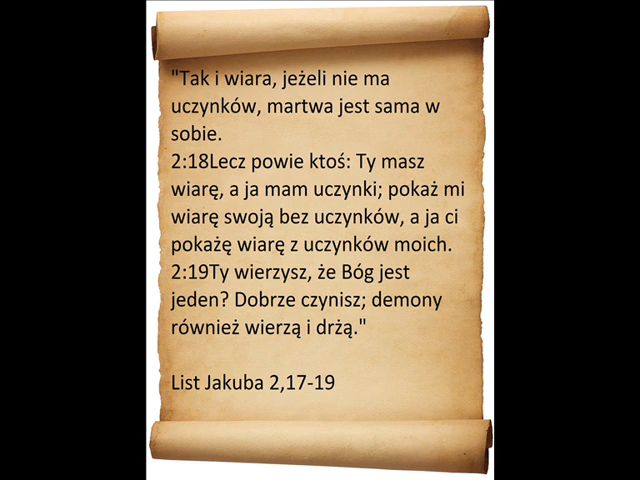 "Tak i wiara, jeżeli nie ma
uczynków, martwa jest sama w
sobie.
2:18Lecz powie ktoś: Ty masz
wiarę, a ja mam uczynki; pokaż mi
wiarę swoją bez uczynków, a ja ci
pokażę wiarę z uczynków moich.
2:19Ty wierzysz, że Bóg jest
jeden? Dobrze czynisz; demony
również wierzą i drżą."
List Jakuba 2,17-19